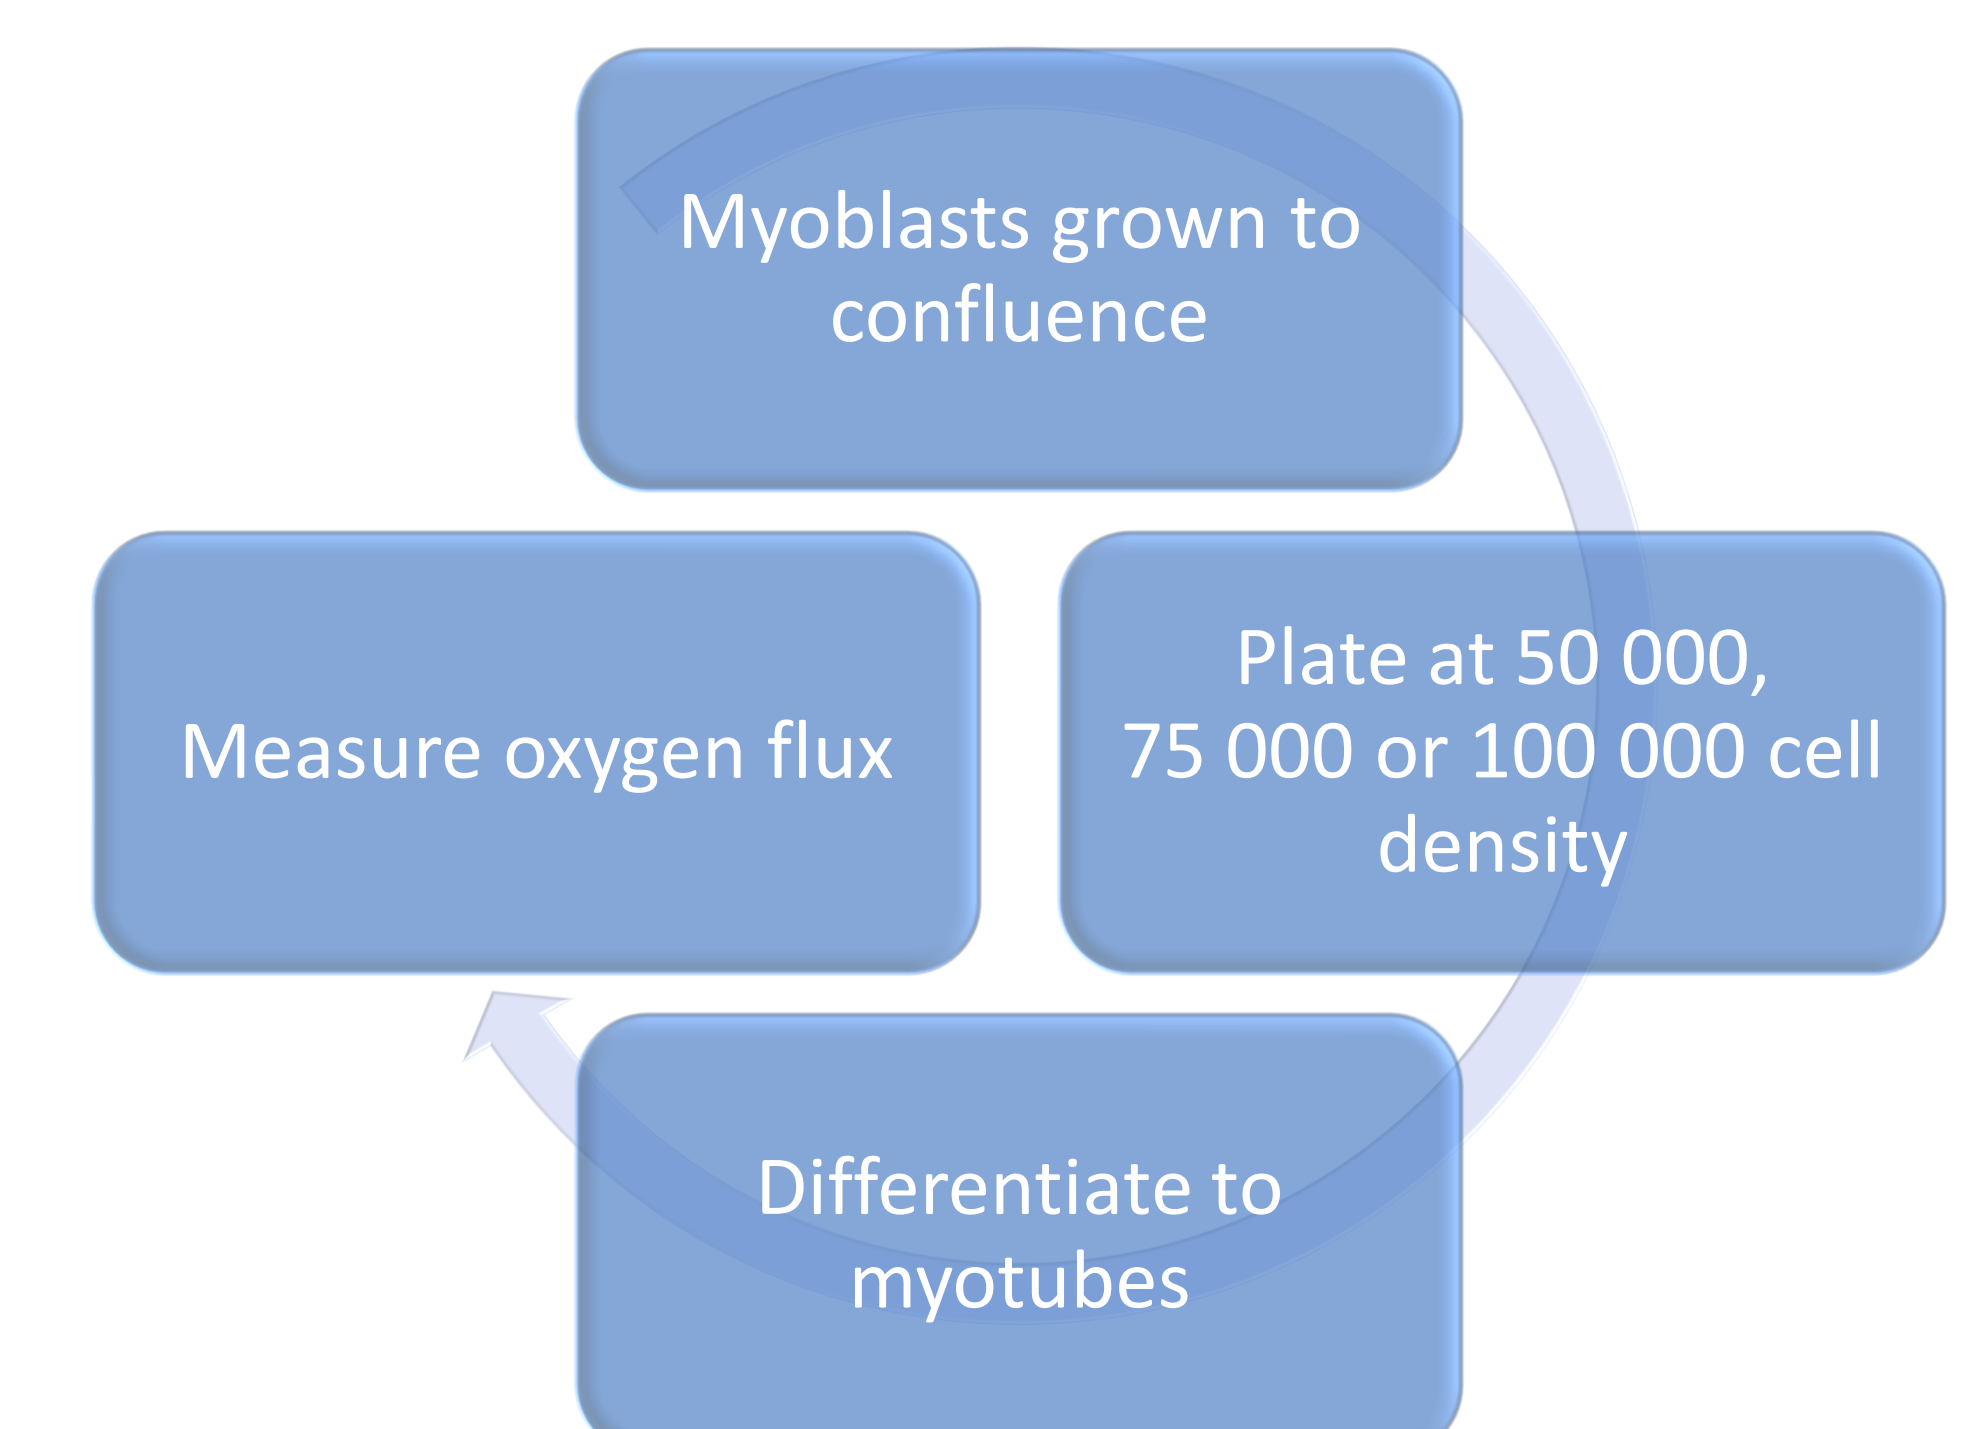 Myoblasts grown to
confluence
Plate at 50 000,
75 000 or 100 000 cell
density
Differentiate to
myotubes
Measure oxygen flux